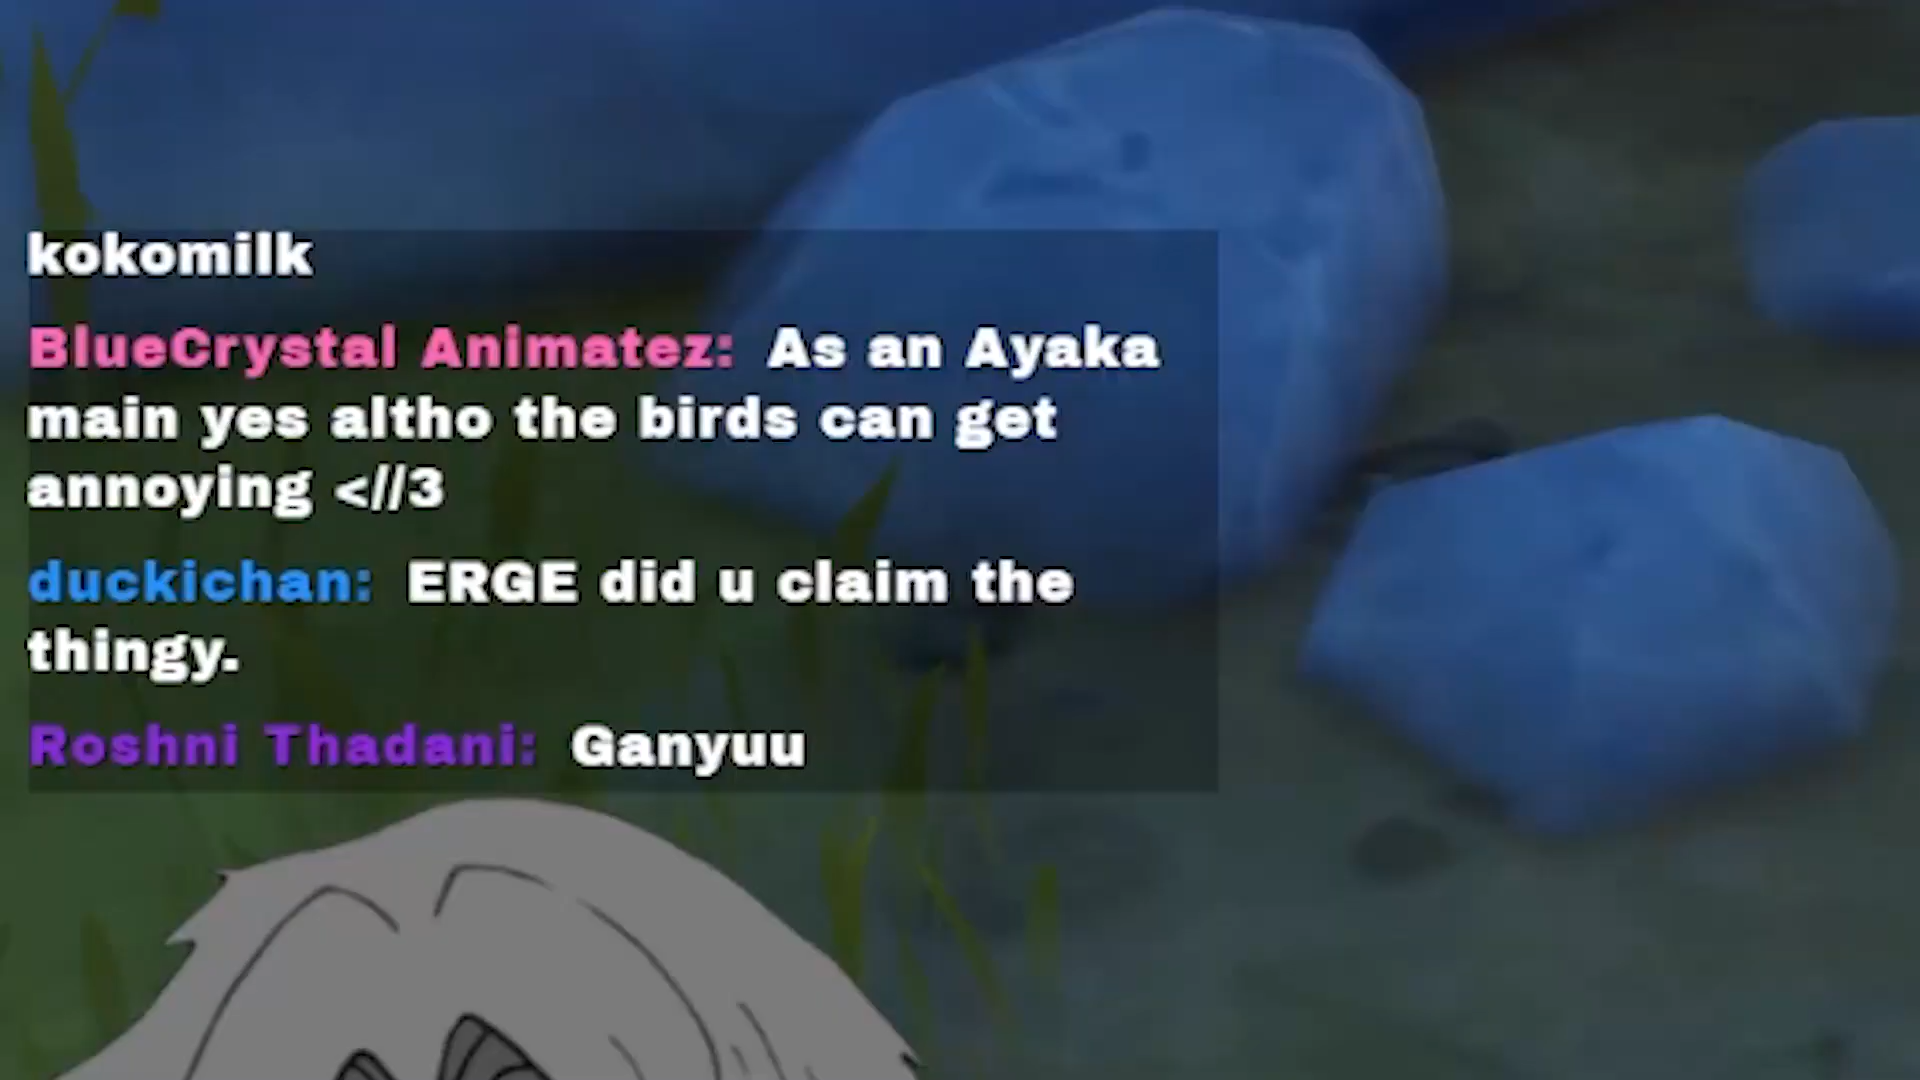 kokomilk
BlueCrystal Animatez: As an Ayaka
main yes altho the birds can get
annoying <//3
duckichan: ERGE did u claim the
thingy.
Roshni Thadani: Ganyuu